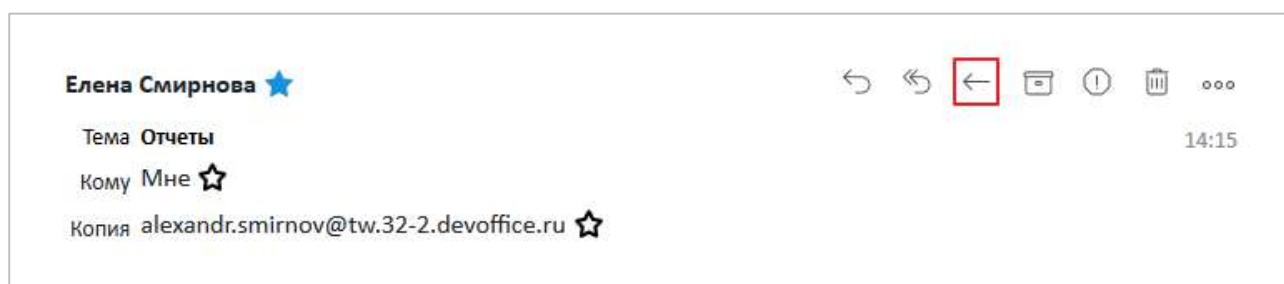 Елена Смирнова
Тема Отчеты
14:15
Кому Мне
Копия alexandr.smirnov@tw.32-2.devoffice.ru